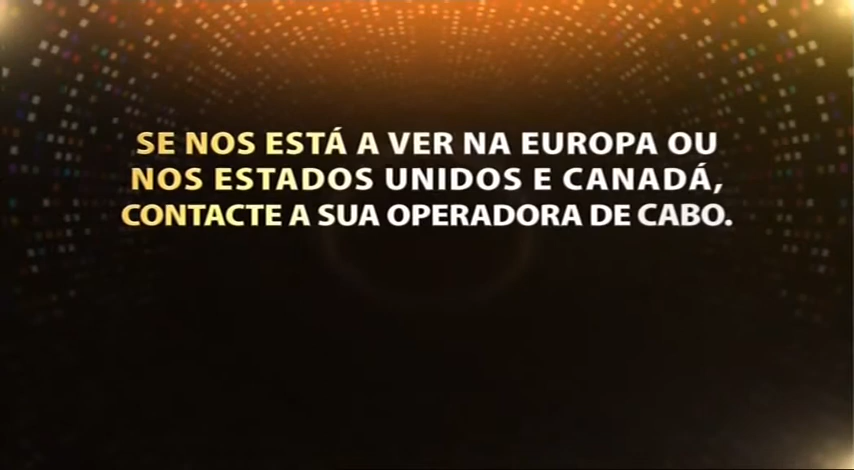 SE NOS ESTÁ A VER NA EUROPA OU
NOS ESTADOS UNIDOS E CANADÁ,
CONTACTE A SUA OPERADORA DE CABO.